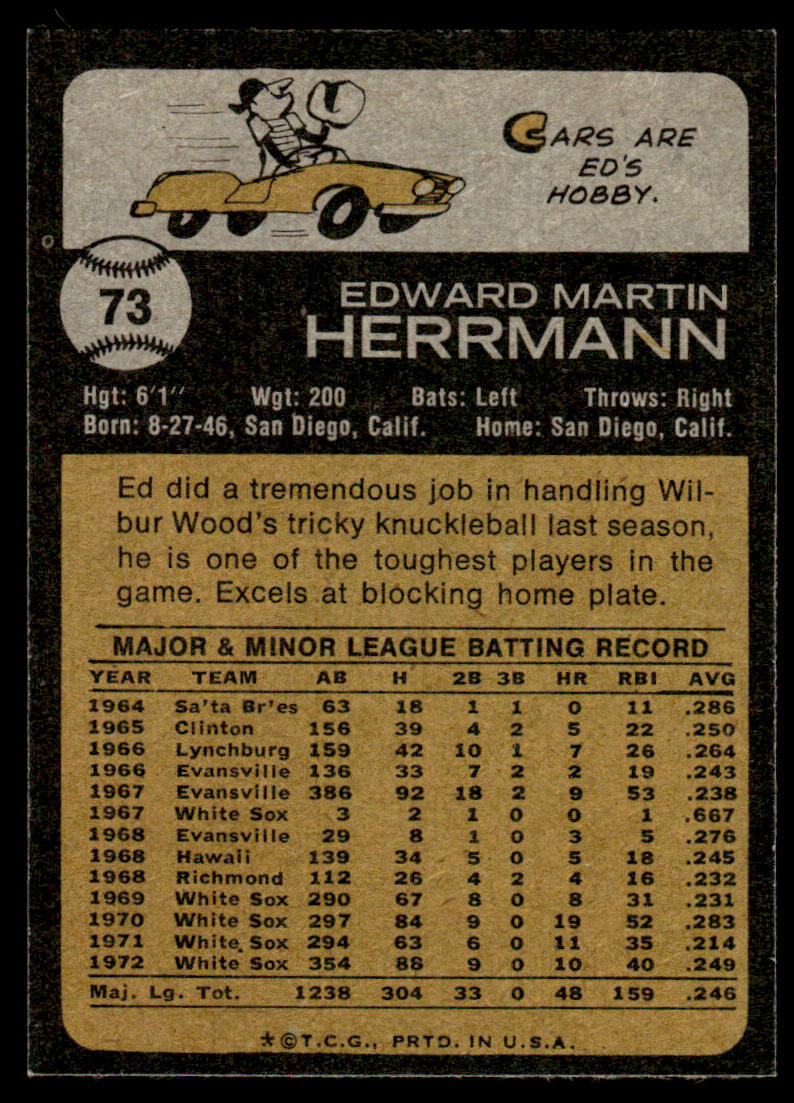 CARS ARE
ED'S
HOBBY.
73
EDWARD MARTIN
HERRMANN
Hgt: 6'1" Wgt: 200 Bats: Left Throws: Right
Born: 8-27-46, San Diego, Calif. Home: San Diego, Calif.
Ed did a tremendous job in handling Wil-
bur Wood's tricky knuckleball last season,
he is one of the toughest players in the
game. Excels at blocking home plate.
MAJOR & MINOR LEAGUE BATTING RECORD
YEAR TEAM AB H 2B 3B HR RBI AVG
1964 Sa'ta Br'es 63 18 1 1 0 11 .286
1965 Clinton 156 39 4 2 5 22 .250
1966 Lynchburg 159 42 10 1 7 26 .264
1966 Evansville 136 33 7 2 2 19 .243
1967 Evansville 386 92 18 2 9 53 .238
1967 White Sox 3 2 1 0 0 1 .667
1968 Evansville 29 8 1 0 3 5 .276
1968 Hawaii 139 34 5 0 5 18 .245
1968 Richmond 112 26 4 2 4 16 .232
1969 White Sox 290 67 8 0 8 31 .231
1970 White Sox 297 84 9 0 19 52 .283
1971 White Sox 294 63 6 0 11 35 .214
1972 White Sox 354 88 9 0 10 40 .249
Maj. Lg. Tot. 1238 304 33 0 48 159 .246
*©T.C.G., PRTD. IN U.S.A.